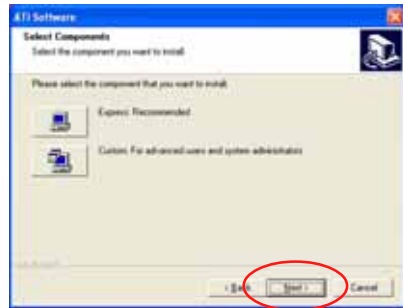 ATI Software
Select Components
Select the component you want to install.
Please select the component that you want to install.
Express: Recommended
Custom: For advanced users and system administrators
< Back
Next >
Cancel